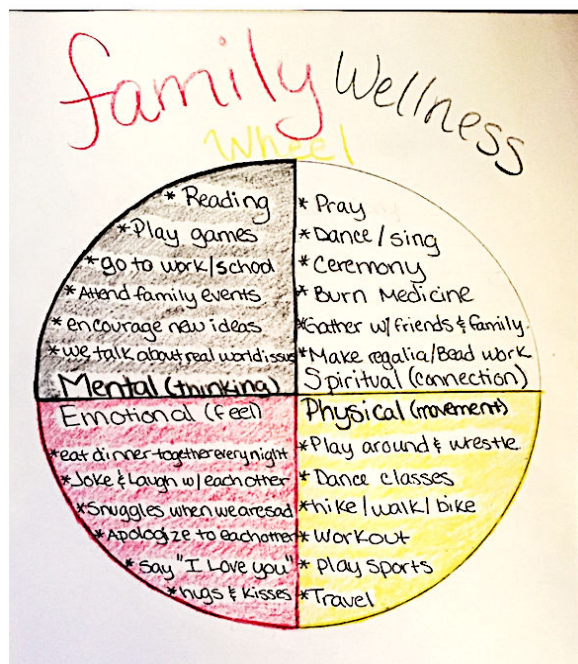 family Wellness
Wheel
* Reading
* Play games
* go to work/school
* Attend family events
* encourage new ideas
* we talk about real world issus
Mental (thinking)
* Pray
* Dance/sing
* Ceremony
* Burn Medicine
* Gather w/ friends & family.
* Make regalia/Bead work
Spiritual (connection)
Emotional (feel)
* eat dinner together every night
* Joke & Laugh w/ each other
* Snuggles when we are sad
* Apologize to each other
* say "I Love you"
* hugs & kisses
Physical (movement)
* Play around & wrestle.
* Dance classes
* hike/walk/bike
* Workout
* Play sports
* Travel